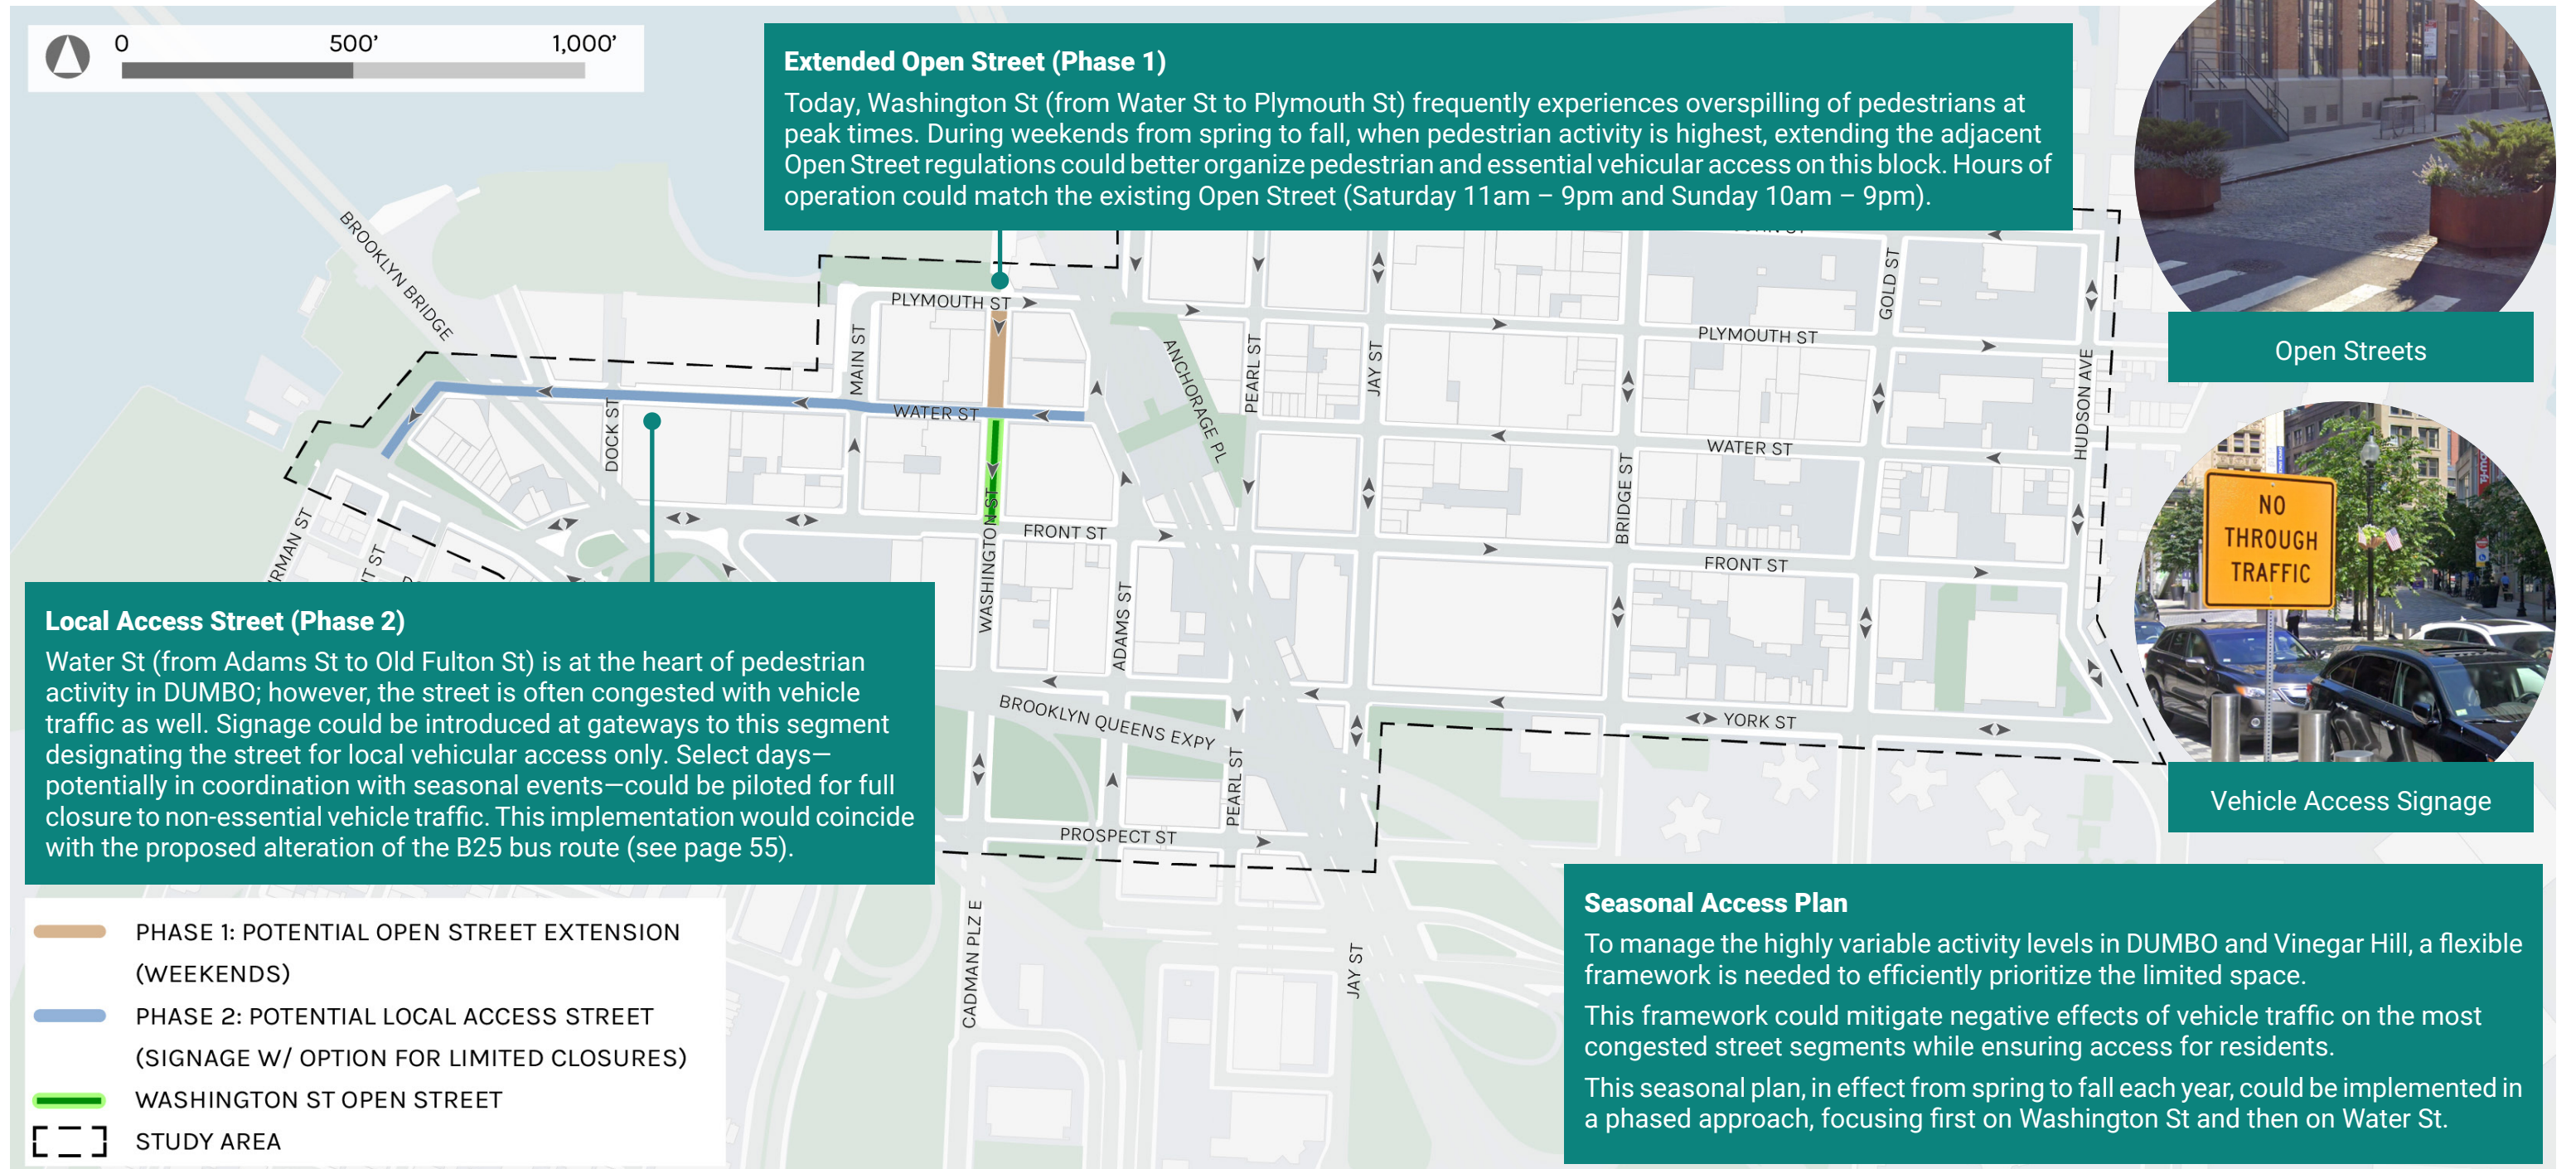 0 500' 1,000'
Extended Open Street (Phase 1)
Today, Washington St (from Water St to Plymouth St) frequently experiences overspilling of pedestrians at
peak times. During weekends from spring to fall, when pedestrian activity is highest, extending the adjacent
Open Street regulations could better organize pedestrian and essential vehicular access on this block. Hours of
operation could match the existing Open Street (Saturday 11am – 9pm and Sunday 10am – 9pm).
BROOKLYN BRIDGE
PLYMOUTH ST
MAIN ST
WATER ST
DOCK ST
WASHINGTON ST
FRONT ST
WASHINGTON ST
ADAMS ST
ANCHORAGE PL
PEARL ST
JAY ST
PLYMOUTH ST
GOLD ST
HUDSON AVE
WATER ST
BRIDGE ST
FRONT ST
YORK ST
BROOKLYN QUEENS EXPY
PEARL ST
PROSPECT ST
CADMAN PLZ E
JAY ST
Open Streets
NO
THROUGH
TRAFFIC
Vehicle Access Signage
Local Access Street (Phase 2)
Water St (from Adams St to Old Fulton St) is at the heart of pedestrian
activity in DUMBO; however, the street is often congested with vehicle
traffic as well. Signage could be introduced at gateways to this segment
designating the street for local vehicular access only. Select days—
potentially in coordination with seasonal events—could be piloted for full
closure to non-essential vehicle traffic. This implementation would coincide
with the proposed alteration of the B25 bus route (see page 55).
PHASE 1: POTENTIAL OPEN STREET EXTENSION
(WEEKENDS)
PHASE 2: POTENTIAL LOCAL ACCESS STREET
(SIGNAGE W/ OPTION FOR LIMITED CLOSURES)
WASHINGTON ST OPEN STREET
STUDY AREA
Seasonal Access Plan
To manage the highly variable activity levels in DUMBO and Vinegar Hill, a flexible
framework is needed to efficiently prioritize the limited space.
This framework could mitigate negative effects of vehicle traffic on the most
congested street segments while ensuring access for residents.
This seasonal plan, in effect from spring to fall each year, could be implemented in
a phased approach, focusing first on Washington St and then on Water St.